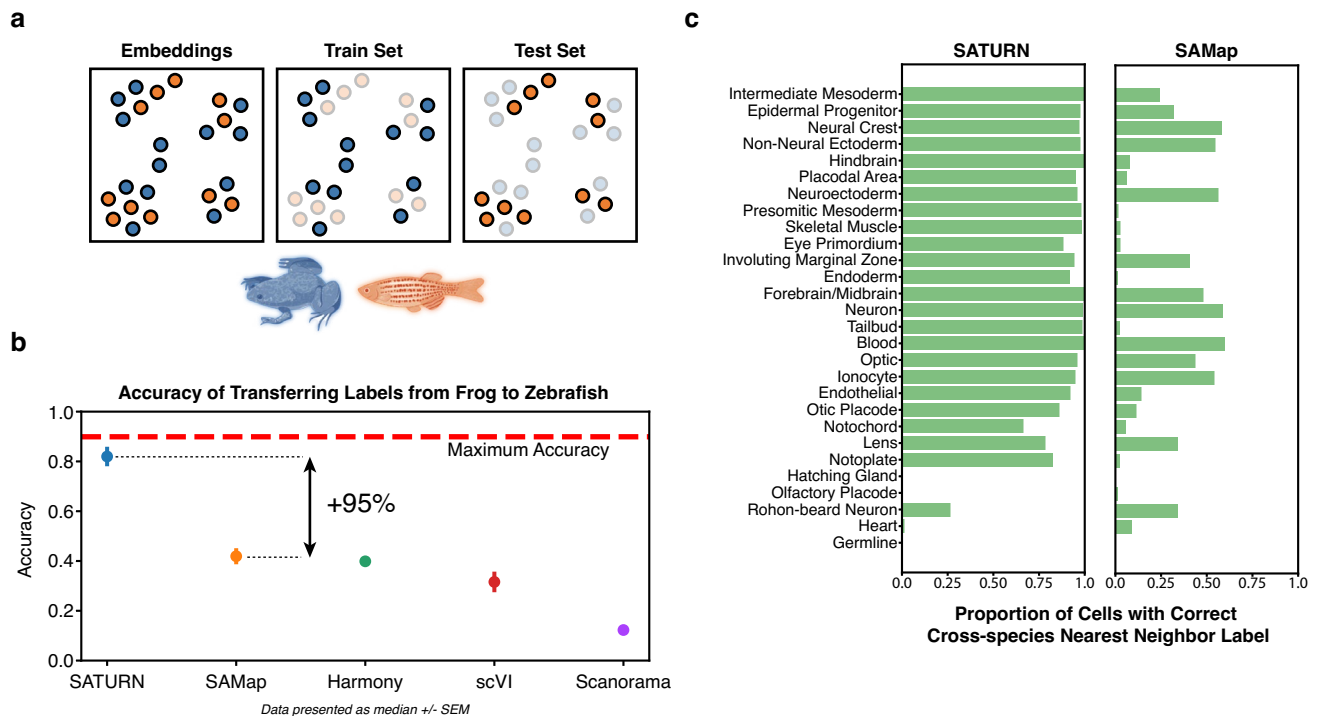 a
Embeddings
Train Set
Test Set
b
Accuracy of Transferring Labels from Frog to Zebrafish
Accuracy
1.0
0.8
0.6
0.4
0.2
0.0
Maximum Accuracy
+95%
SATURN
SAMap
Harmony
scVI
Scanorama
Data presented as median +/- SEM
c
SATURN
SAMap
Intermediate Mesoderm
Epidermal Progenitor
Neural Crest
Non-Neural Ectoderm
Hindbrain
Placodal Area
Neuroectoderm
Presomitic Mesoderm
Skeletal Muscle
Eye Primordium
Involuting Marginal Zone
Endoderm
Forebrain/Midbrain
Neuron
Tailbud
Blood
Optic
Ionocyte
Endothelial
Otic Placode
Notochord
Lens
Notoplate
Hatching Gland
Olfactory Placode
Rohon-beard Neuron
Heart
Germline
0.0 0.25 0.50 0.75 1.0
0.0 0.25 0.50 0.75 1.0
Proportion of Cells with Correct
Cross-species Nearest Neighbor Label